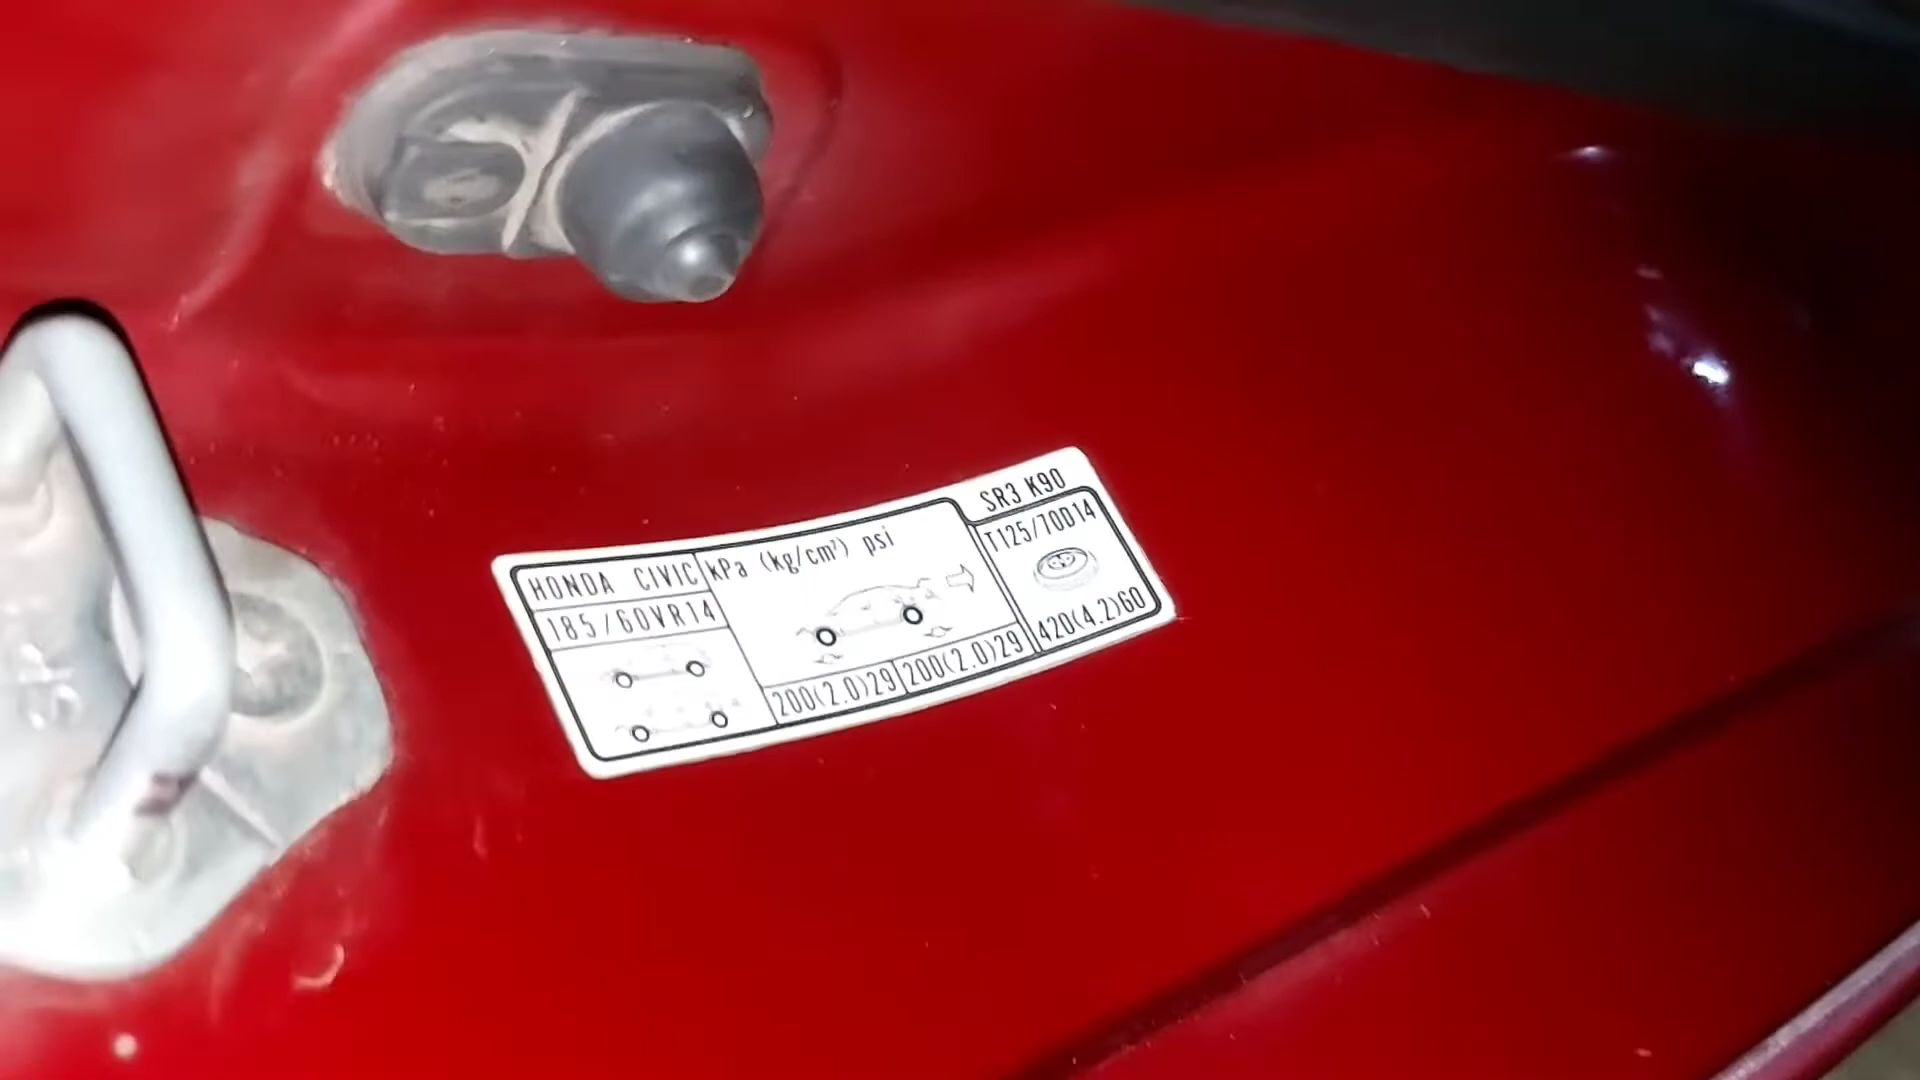 SR3 K90
HONDA CIVIC
kPa (kg/cm²) psi
T125/70D14
185/60VR14
200(2.0)29
200(2.0)29
420(4.2)60